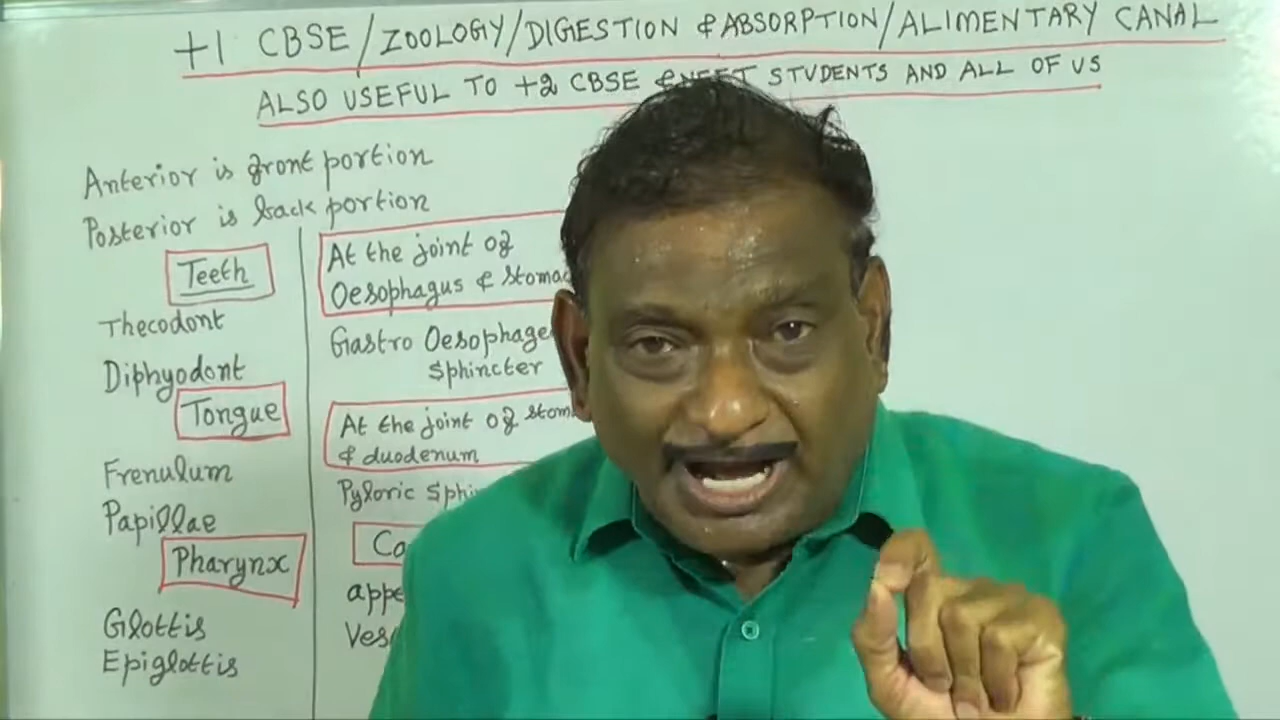 +1 CBSE/ZOOLOGY/DIGESTION & ABSORPTION/ALIMENTARY CANAL
ALSO USEFUL TO +2 CBSE & NEET STUDENTS AND ALL OF US
Anterior is front portion
Posterior is back portion
Teeth
Thecodont
Diphyodont
Tongue
Frenulum
Papillae
Pharynx
Glottis
Epiglottis
At the joint of
Oesophagus & stomac
Gastro Oesophage
sphincter
At the joint of stom
& duodenum
Pyloric sphi